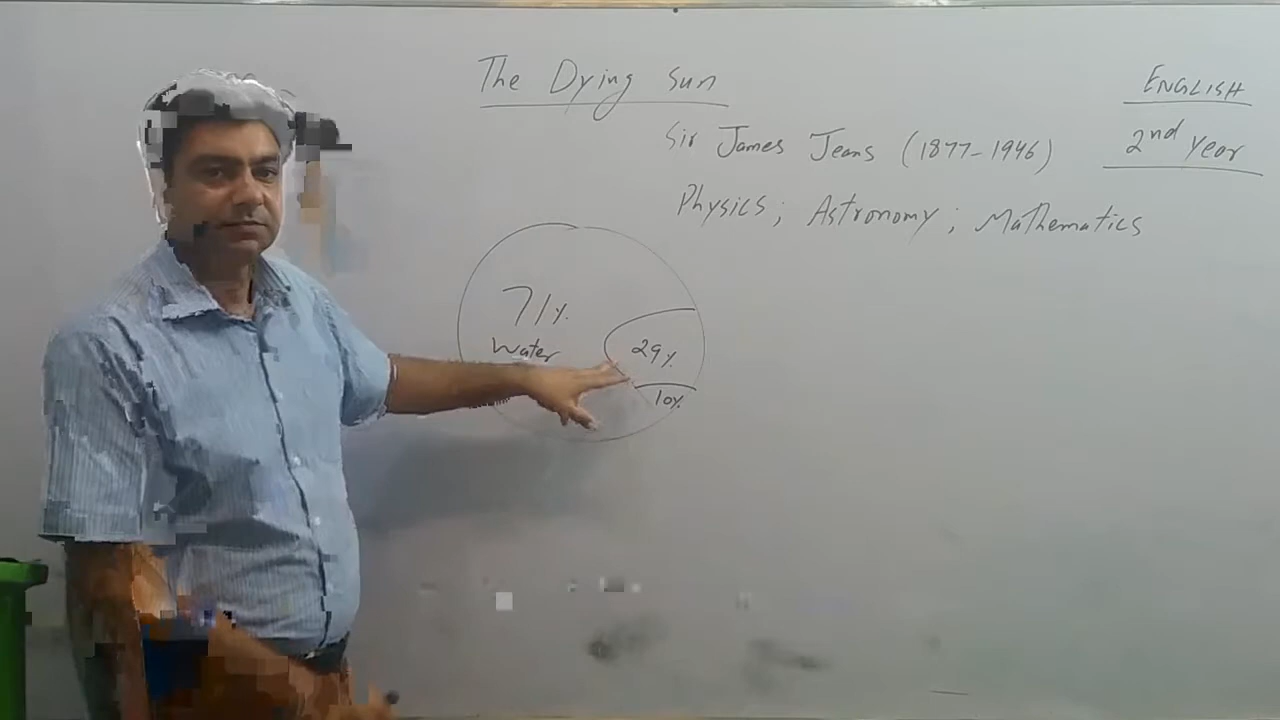 The Dying Sun
ENGLISH
2nd year
Sir James Jeans (1877-1946)
Physics; Astronomy; Mathematics
71%
Water
29%
10%